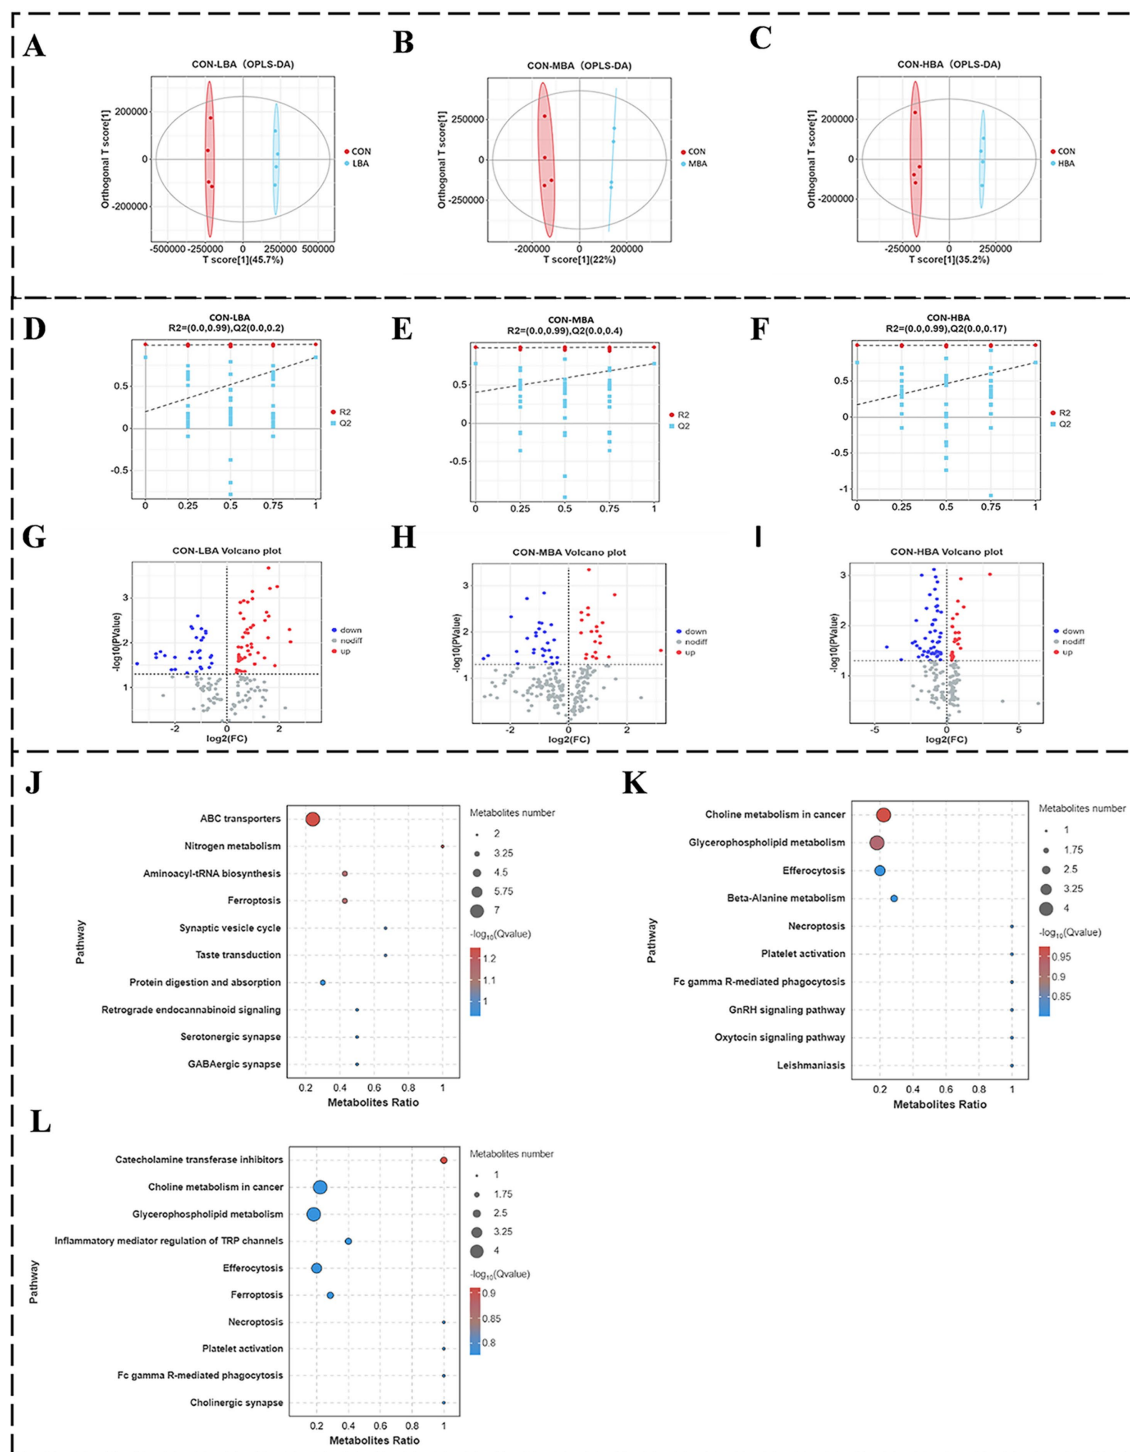 A
B
C
CON-LBA (OPLS-DA)
CON-MBA (OPLS-DA)
CON-HBA (OPLS-DA)
Orthogonal T score[1]
200000
0
-200000
-500000 -250000 0 250000 500000
T score[1](45.7%)
CON
LBA
Orthogonal T score[1]
250000
0
-250000
-200000 0 200000
T score[1](22%)
CON
MBA
Orthogonal T score[1]
200000
0
-200000
-250000 0 250000
T score[1](35.2%)
CON
HBA
D
E
F
CON-LBA
R2=(0.0,0.99),Q2(0.0,0.2)
0.5
0
-0.5
0 0.25 0.5 0.75 1
R2
Q2
CON-MBA
R2=(0.0,0.99),Q2(0.0,0.4)
0.5
0
-0.5
0 0.25 0.5 0.75 1
R2
Q2
CON-HBA
R2=(0.0,0.99),Q2(0.0,0.17)
0.5
0
-0.5
-1
0 0.25 0.5 0.75 1
R2
Q2
G
H
I
CON-LBA Volcano plot
-log10(PValue)
3
2
1
-2 0 2
log2(FC)
down
nodiff
up
CON-MBA Volcano plot
-log10(PValue)
3
2
1
-2 0 2
log2(FC)
down
nodiff
up
CON-HBA Volcano plot
-log10(PValue)
3
2
1
-5 0 5
log2(FC)
down
nodiff
up
J
Pathway
ABC transporters
Nitrogen metabolism
Aminoacyl-tRNA biosynthesis
Ferroptosis
Synaptic vesicle cycle
Taste transduction
Protein digestion and absorption
Retrograde endocannabinoid signaling
Serotonergic synapse
GABAergic synapse
0.2 0.4 0.6 0.8 1
Metabolites Ratio
Metabolites number
2
3.25
4.5
5.75
7
-log10(Qvalue)
1.2
1.1
1
K
Pathway
Choline metabolism in cancer
Glycerophospholipid metabolism
Efferocytosis
Beta-Alanine metabolism
Necroptosis
Platelet activation
Fc gamma R-mediated phagocytosis
GnRH signaling pathway
Oxytocin signaling pathway
Leishmaniasis
0.2 0.4 0.6 0.8 1
Metabolites Ratio
Metabolites number
1
1.75
2.5
3.25
4
-log10(Qvalue)
0.95
0.9
0.85
L
Pathway
Catecholamine transferase inhibitors
Choline metabolism in cancer
Glycerophospholipid metabolism
Inflammatory mediator regulation of TRP channels
Efferocytosis
Ferroptosis
Necroptosis
Platelet activation
Fc gamma R-mediated phagocytosis
Cholinergic synapse
0.2 0.4 0.6 0.8 1
Metabolites Ratio
Metabolites number
1
1.75
2.5
3.25
4
-log10(Qvalue)
0.9
0.85
0.8